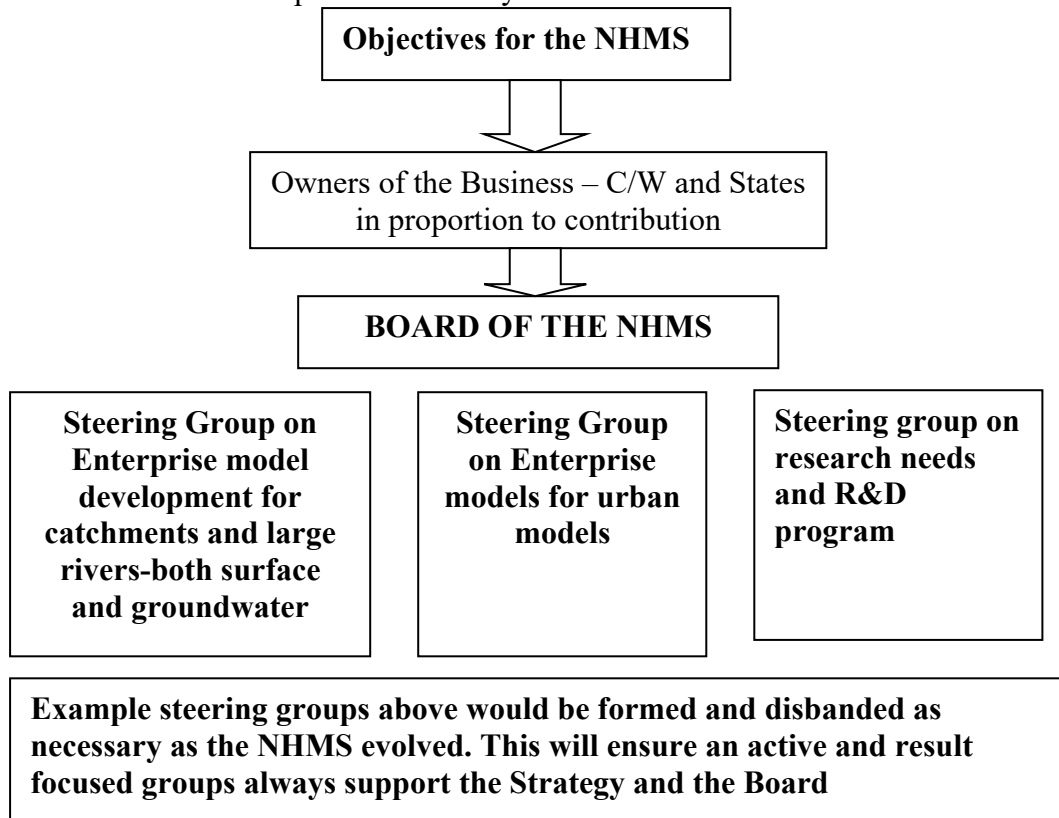 Objectives for the NHMS
Owners of the Business – C/W and States
in proportion to contribution
BOARD OF THE NHMS
Steering Group on
Enterprise model
development for
catchments and large
rivers-both surface
and groundwater
Steering Group
on Enterprise
models for urban
models
Steering group on
research needs
and R&D
program
Example steering groups above would be formed and disbanded as
necessary as the NHMS evolved. This will ensure an active and result
focused groups always support the Strategy and the Board